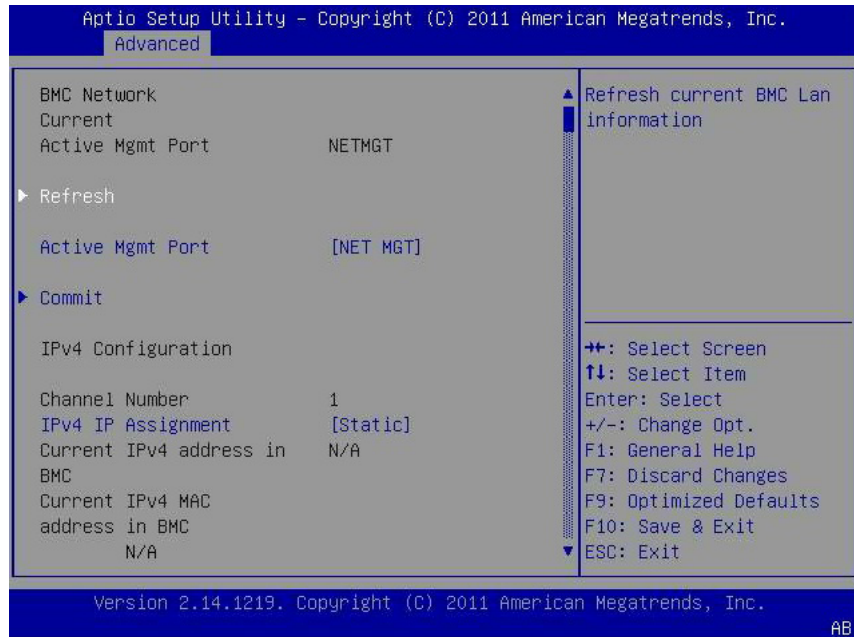 Aptio Setup Utility – Copyright (C) 2011 American Megatrends, Inc.
Advanced
BMC Network
Current
Active Mgmt Port NETMGT
Refresh
Active Mgmt Port [NET MGT]
Commit
IPv4 Configuration
Channel Number 1
IPv4 IP Assignment [Static]
Current IPv4 address in N/A
BMC
Current IPv4 MAC
address in BMC
N/A
Refresh current BMC Lan
information
→←: Select Screen
↑↓: Select Item
Enter: Select
+/-: Change Opt.
F1: General Help
F7: Discard Changes
F9: Optimized Defaults
F10: Save & Exit
ESC: Exit
Version 2.14.1219. Copyright (C) 2011 American Megatrends, Inc.
AB